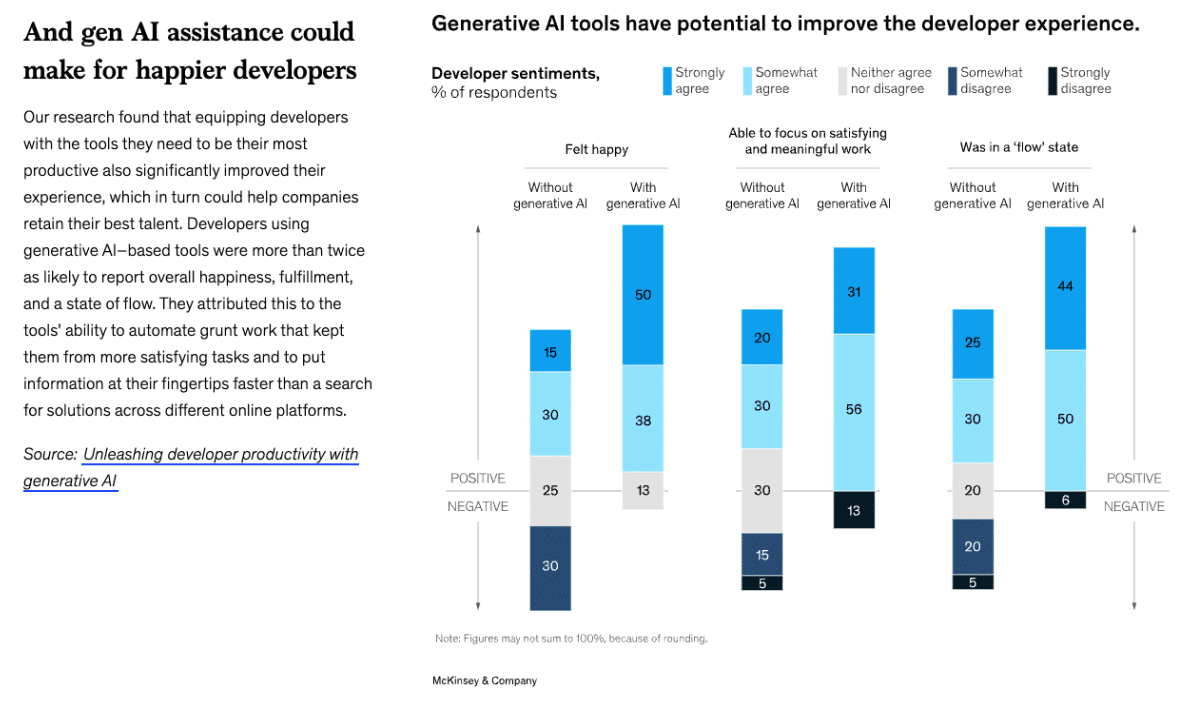 And gen AI assistance could
make for happier developers
Our research found that equipping developers
with the tools they need to be their most
productive also significantly improved their
experience, which in turn could help companies
retain their best talent. Developers using
generative AI–based tools were more than twice
as likely to report overall happiness, fulfillment,
and a state of flow. They attributed this to the
tools’ ability to automate grunt work that kept
them from more satisfying tasks and to put
information at their fingertips faster than a search
for solutions across different online platforms.
Source: Unleashing developer productivity with
generative AI
Generative AI tools have potential to improve the developer experience.
Developer sentiments,
% of respondents
Strongly
agree
Somewhat
agree
Neither agree
nor disagree
Somewhat
disagree
Strongly
disagree
Felt happy
Without
generative AI
With
generative AI
Able to focus on satisfying
and meaningful work
Without
generative AI
With
generative AI
Was in a ‘flow’ state
Without
generative AI
With
generative AI
POSITIVE
NEGATIVE
15
30
25
30
50
38
13
20
30
30
15
5
31
56
13
25
30
20
20
5
44
50
6
POSITIVE
NEGATIVE
Note: Figures may not sum to 100%, because of rounding.
McKinsey & Company